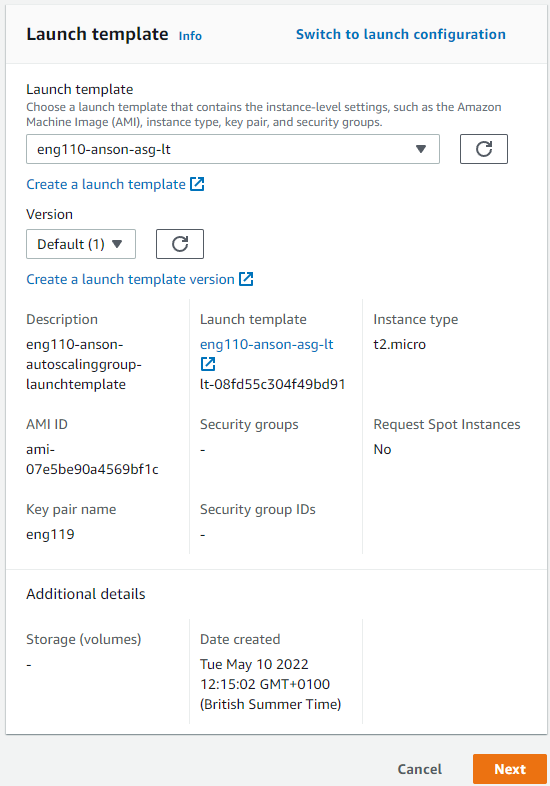 Launch template Info Switch to launch configuration
Launch template
Choose a launch template that contains the instance-level settings, such as the Amazon
Machine Image (AMI), instance type, key pair, and security groups.
eng110-anson-asg-lt
Create a launch template
Version
Default (1)
Create a launch template version
Description
eng110-anson-
autoscalinggroup-
launchtemplate
Launch template
eng110-anson-asg-lt
lt-08fd55c304f49bd91
Instance type
t2.micro
AMI ID
ami-
07e5be90a4569bf1c
Security groups
-
Request Spot Instances
No
Key pair name
eng119
Security group IDs
-
Additional details
Storage (volumes)
-
Date created
Tue May 10 2022
12:15:02 GMT+0100
(British Summer Time)
Cancel Next